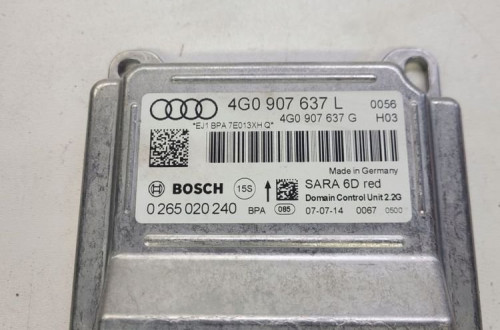 4G0 907 637 L 0056
4G0 907 637 G H03
*EJ1 BPA 7E013XH Q*
Made in Germany
BOSCH 15S SARA 6D red
Domain Control Unit 2.2G
0 265 020 240 BPA 085 07-07-14 0067 0500